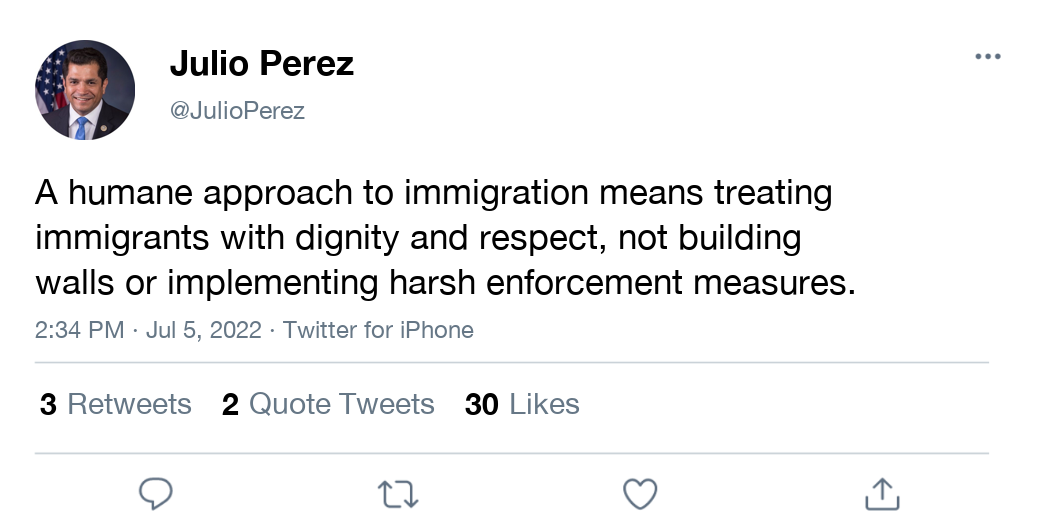 Julio Perez
@JulioPerez
A humane approach to immigration means treating
immigrants with dignity and respect, not building
walls or implementing harsh enforcement measures.
2:34 PM · Jul 5, 2022 · Twitter for iPhone
3 Retweets 2 Quote Tweets 30 Likes